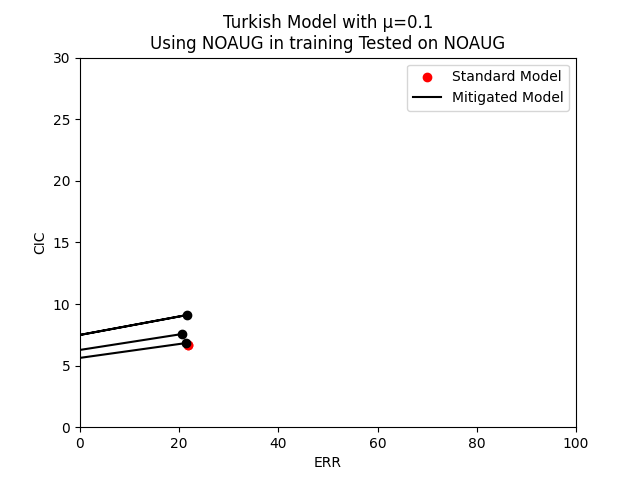 Turkish Model with μ=0.1
Using NOAUG in training Tested on NOAUG
30
25
20
15
10
5
0
CIC
Standard Model
Mitigated Model
0 20 40 60 80 100
ERR